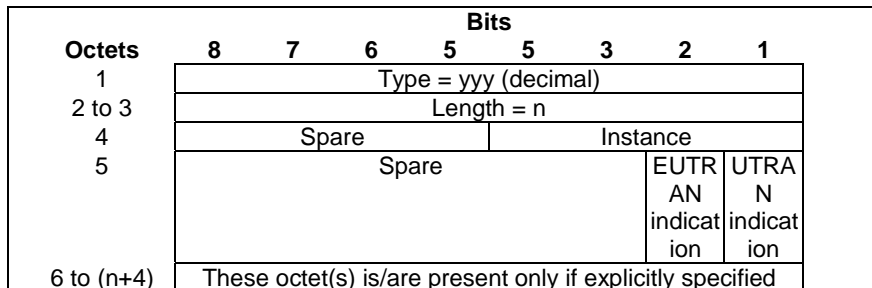 Bits
Octets 8 7 6 5 5 3 2 1
1 Type = yyy (decimal)
2 to 3 Length = n
4 Spare Instance
5 Spare EUTR UTRA
AN N
indicat indicat
ion ion
6 to (n+4) These octet(s) is/are present only if explicitly specified